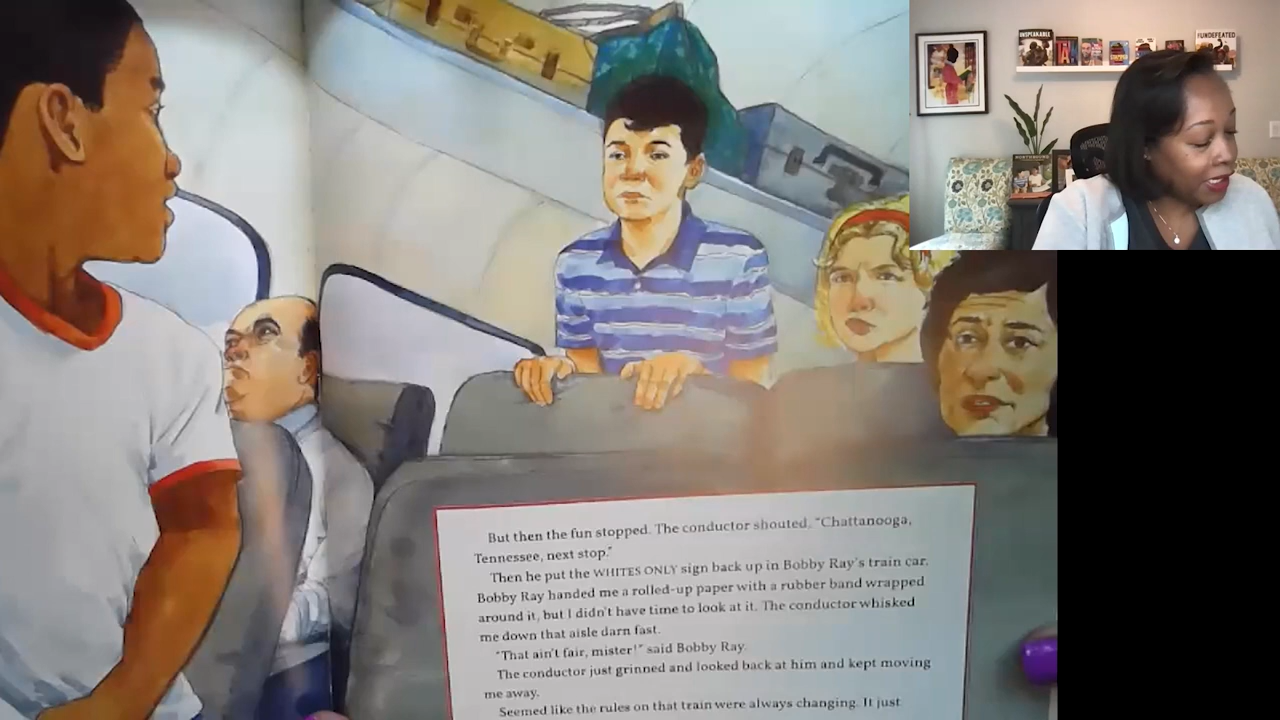 UNSPEAKABLE
UNDEFEATED
But then the fun stopped. The conductor shouted, "Chattanooga,
Tennessee, next stop."
Then he put the WHITES ONLY sign back up in Bobby Ray's train car.
Bobby Ray handed me a rolled-up paper with a rubber band wrapped
around it, but I didn't have time to look at it. The conductor whisked
me down that aisle darn fast.
"That ain't fair, mister!" said Bobby Ray.
The conductor just grinned and looked back at him and kept moving
me away.
Seemed like the rules on that train were always changing. It just